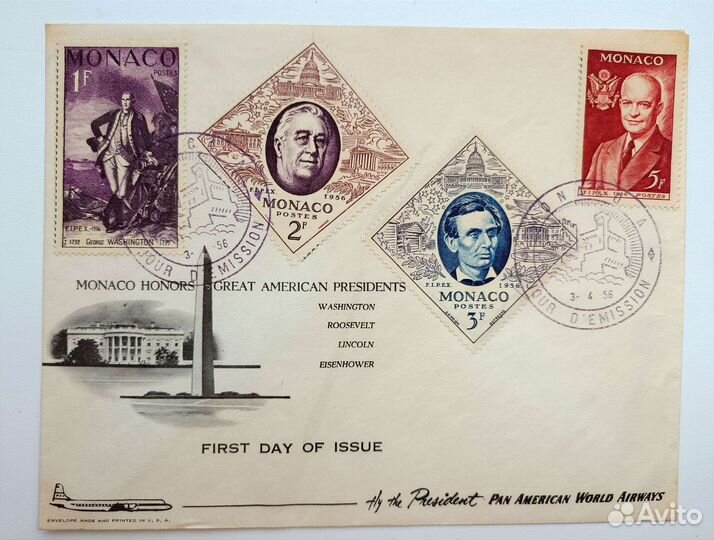 MONACO
1F
POSTES
F.I.P.E.X. - 1956
1732 GEORGE WASHINGTON 1799
F.I.P.E.X. 1956
MONACO
POSTES
2F
F.I.P.E.X. 1956
MONACO
POSTES
3F
MONACO
POSTES
5F
F.I.P.E.X. 1956
3- -56
JOUR D'EMISSION
3- 4 56
JOUR D'EMISSION
MONACO HONORS GREAT AMERICAN PRESIDENTS
WASHINGTON
ROOSEVELT
LINCOLN
EISENHOWER
FIRST DAY OF ISSUE
Fly the President PAN AMERICAN WORLD AIRWAYS
ENVELOPE MADE AND PRINTED IN U. S. A.
Avito